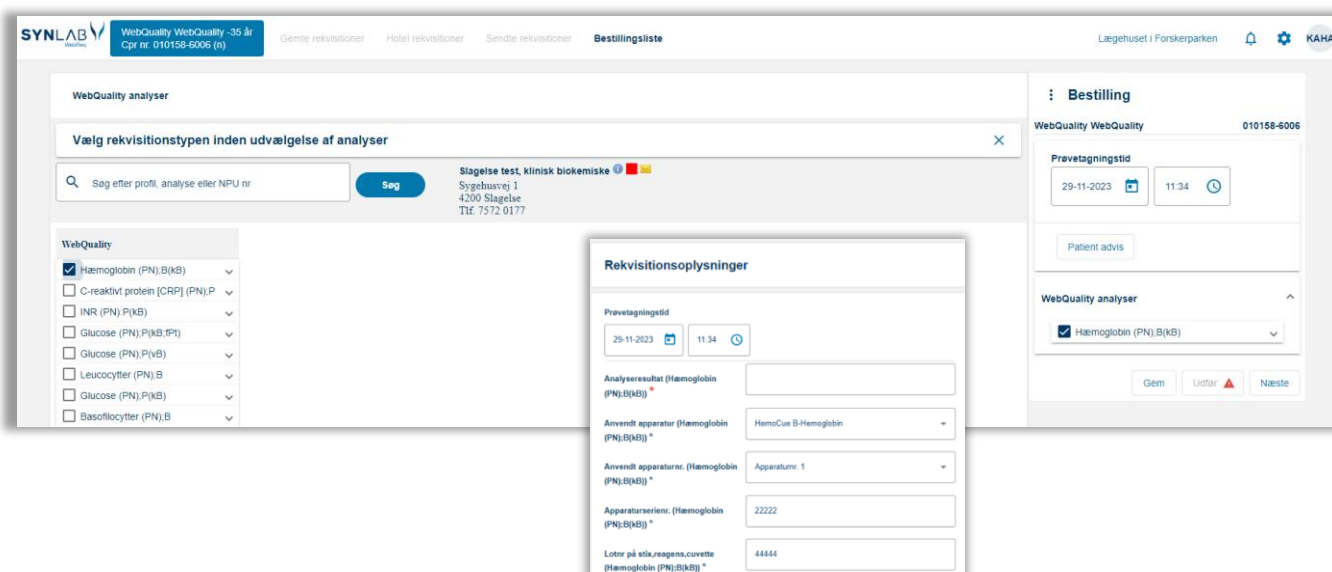 SYNLAB
WebReq
WebQuality WebQuality -35 år
Cpr nr. 010158-6006 (n)
Gemte rekvisitioner
Hotel rekvisitioner
Sendte rekvisitioner
Bestillingsliste
Lægehuset i Forskerparken
KAHA
WebQuality analyser
Vælg rekvisitionstypen inden udvælgelse af analyser
Søg efter profil, analyse eller NPU nr
Søg
Slagelse test, klinisk biokemiske
Sygehusvej 1
4200 Slagelse
Tlf. 7572 0177
WebQuality
Hæmoglobin (PN);B(kB)
C-reaktivt protein [CRP] (PN);P
INR (PN);P(kB)
Glucose (PN);P(kB;fPt)
Glucose (PN);P(vB)
Leucocytter (PN);B
Glucose (PN);P(kB)
Basofilocytter (PN);B
Rekvisitionsoplysninger
Prøvetagningstid
29-11-2023
11:34
Analyseresultat (Hæmoglobin
(PN);B(kB)) *
Anvendt apparatur (Hæmoglobin
(PN);B(kB)) *
HemoCue B-Hemoglobin
Anvendt apparaturnr. (Hæmoglobin
(PN);B(kB)) *
Apparaturnr. 1
Apparaturserienr. (Hæmoglobin
(PN);B(kB)) *
22222
Lotnr på stix,reagens,cuvette
(Hæmoglobin (PN);B(kB)) *
44444
Bestilling
WebQuality WebQuality
010158-6006
Prøvetagningstid
29-11-2023
11:34
Patient advis
WebQuality analyser
Hæmoglobin (PN);B(kB)
Gem
Udfør
Næste